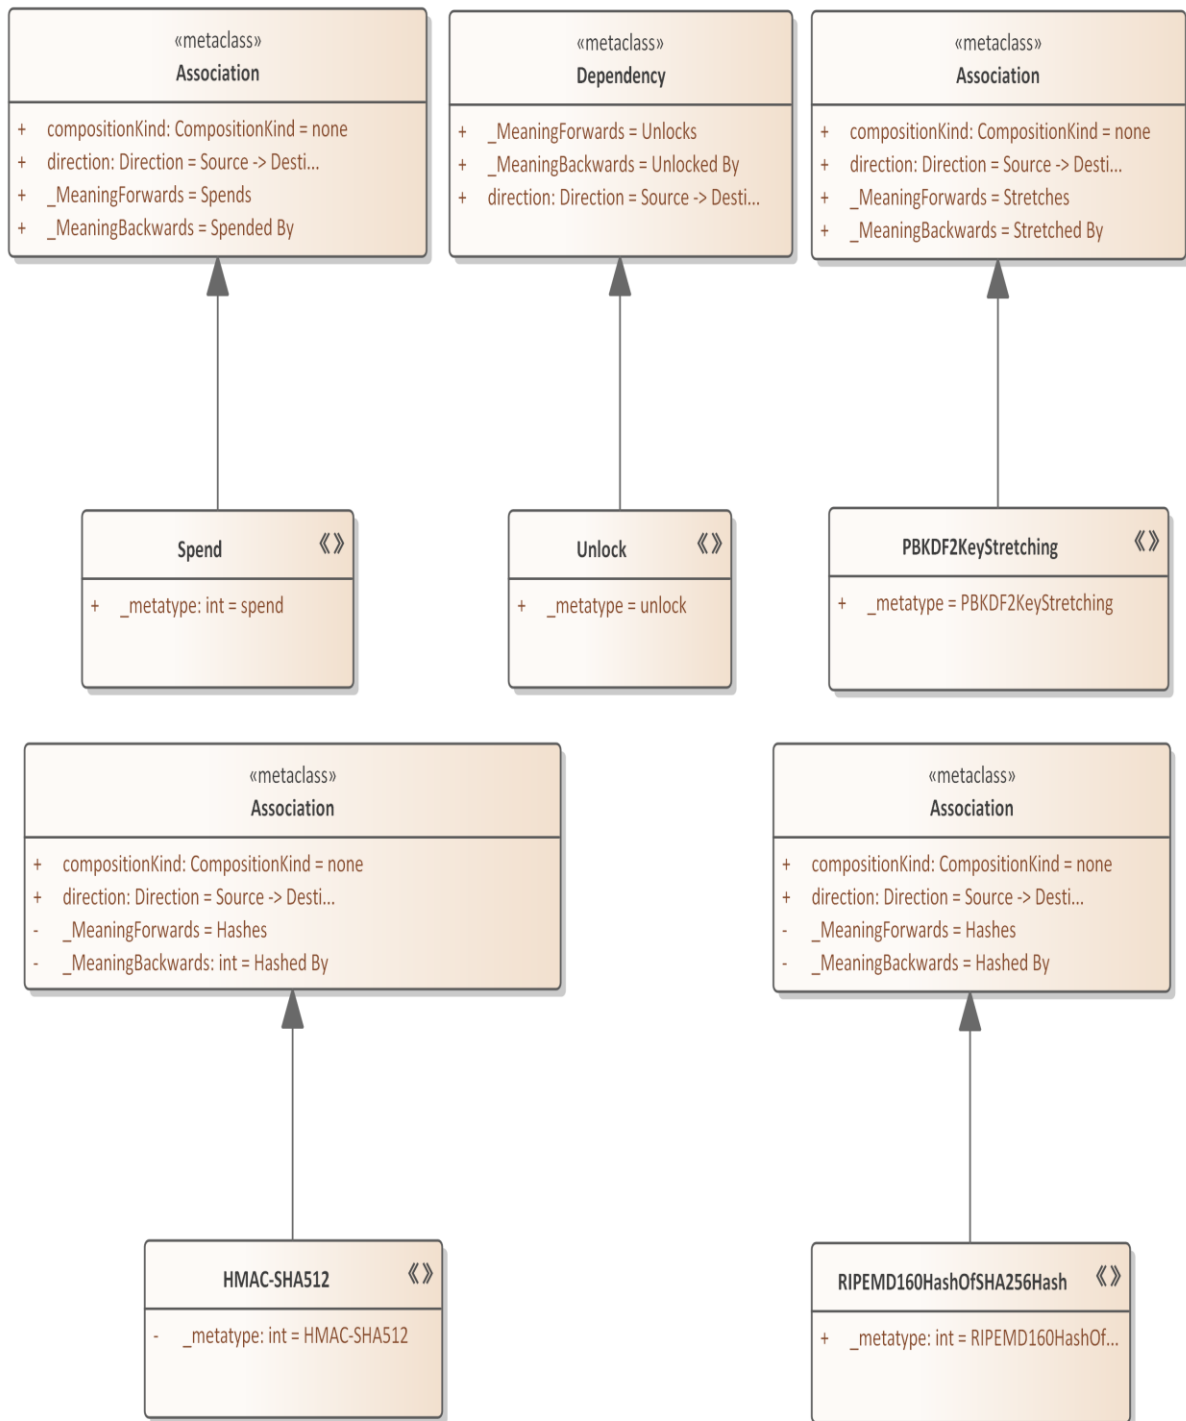 «metaclass»
Association
+ compositionKind: CompositionKind = none
+ direction: Direction = Source -> Desti...
+ _MeaningForwards = Spends
+ _MeaningBackwards = Spended By
«metaclass»
Dependency
+ _MeaningForwards = Unlocks
+ _MeaningBackwards = Unlocked By
+ direction: Direction = Source -> Desti...
«metaclass»
Association
+ compositionKind: CompositionKind = none
+ direction: Direction = Source -> Desti...
+ _MeaningForwards = Stretches
+ _MeaningBackwards = Stretched By
Spend «»
+ _metatype: int = spend
Unlock «»
+ _metatype = unlock
PBKDF2KeyStretching «»
+ _metatype = PBKDF2KeyStretching
«metaclass»
Association
+ compositionKind: CompositionKind = none
+ direction: Direction = Source -> Desti...
- _MeaningForwards = Hashes
- _MeaningBackwards: int = Hashed By
«metaclass»
Association
+ compositionKind: CompositionKind = none
+ direction: Direction = Source -> Desti...
- _MeaningForwards = Hashes
- _MeaningBackwards = Hashed By
HMAC-SHA512 «»
- _metatype: int = HMAC-SHA512
RIPEMD160HashOfSHA256Hash «»
+ _metatype: int = RIPEMD160HashOf...